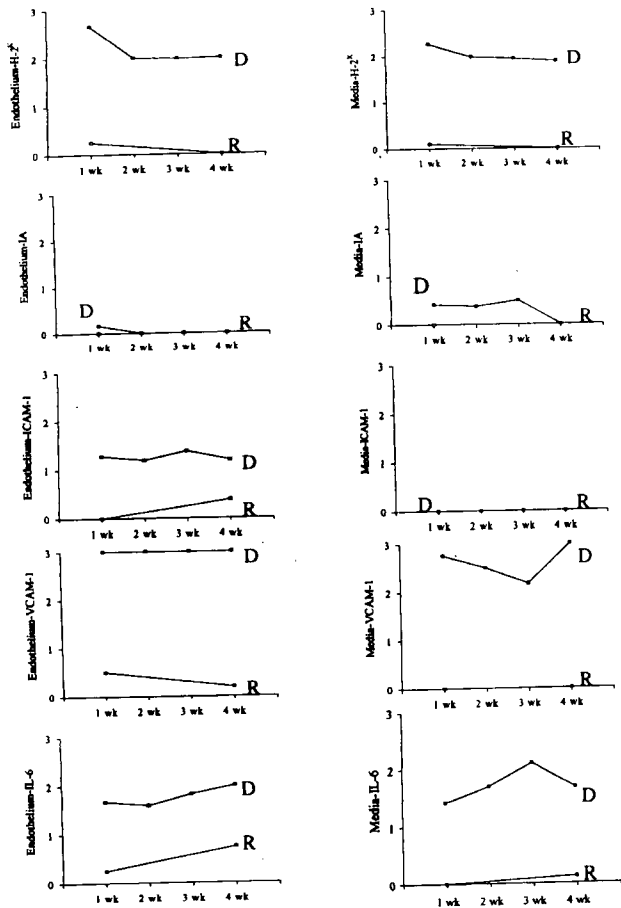 Endothelium-H-2ᴷ
3
2
1
0
D
R
1 wk 2 wk 3 wk 4 wk
Media-H-2ᴷ
3
2
1
0
D
R
1 wk 2 wk 3 wk 4 wk
Endothelium-IA
3
2
1
0
D
R
1 wk 2 wk 3 wk 4 wk
Media-IA
3
2
1
0
D
R
1 wk 2 wk 3 wk 4 wk
Endothelium-ICAM-1
3
2
1
0
D
R
1 wk 2 wk 3 wk 4 wk
Media-ICAM-1
3
2
1
0
D
R
1 wk 2 wk 3 wk 4 wk
Endothelium-VCAM-1
3
2
1
0
D
R
1 wk 2 wk 3 wk 4 wk
Media-VCAM-1
3
2
1
0
D
R
1 wk 2 wk 3 wk 4 wk
Endothelium-IL-6
3
2
1
0
D
R
1 wk 2 wk 3 wk 4 wk
Media-IL-6
3
2
1
0
D
R
1 wk 2 wk 3 wk 4 wk